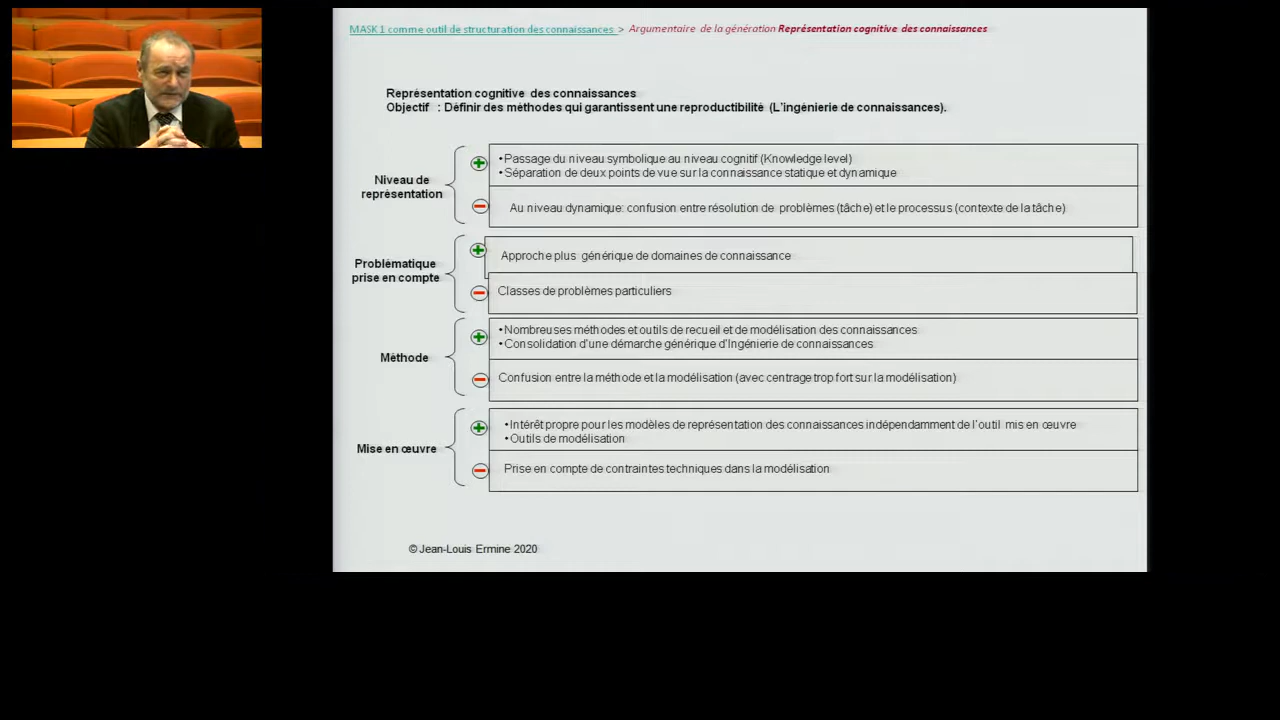 MASK 1 comme outil de structuration des connaissances > Argumentaire de la génération Représentation cognitive des connaissances
Représentation cognitive des connaissances
Objectif : Définir des méthodes qui garantissent une reproductibilité (L'ingénierie de connaissances).
Niveau de
représentation
•Passage du niveau symbolique au niveau cognitif (Knowledge level)
•Séparation de deux points de vue sur la connaissance statique et dynamique
Au niveau dynamique: confusion entre résolution de problèmes (tâche) et le processus (contexte de la tâche)
Problématique
prise en compte
Approche plus générique de domaines de connaissance
Classes de problèmes particuliers
Méthode
•Nombreuses méthodes et outils de recueil et de modélisation des connaissances
•Consolidation d'une démarche générique d'Ingénierie de connaissances
Confusion entre la méthode et la modélisation (avec centrage trop fort sur la modélisation)
Mise en œuvre
•Intérêt propre pour les modèles de représentation des connaissances indépendamment de l'outil mis en œuvre
•Outils de modélisation
Prise en compte de contraintes techniques dans la modélisation
© Jean-Louis Ermine 2020